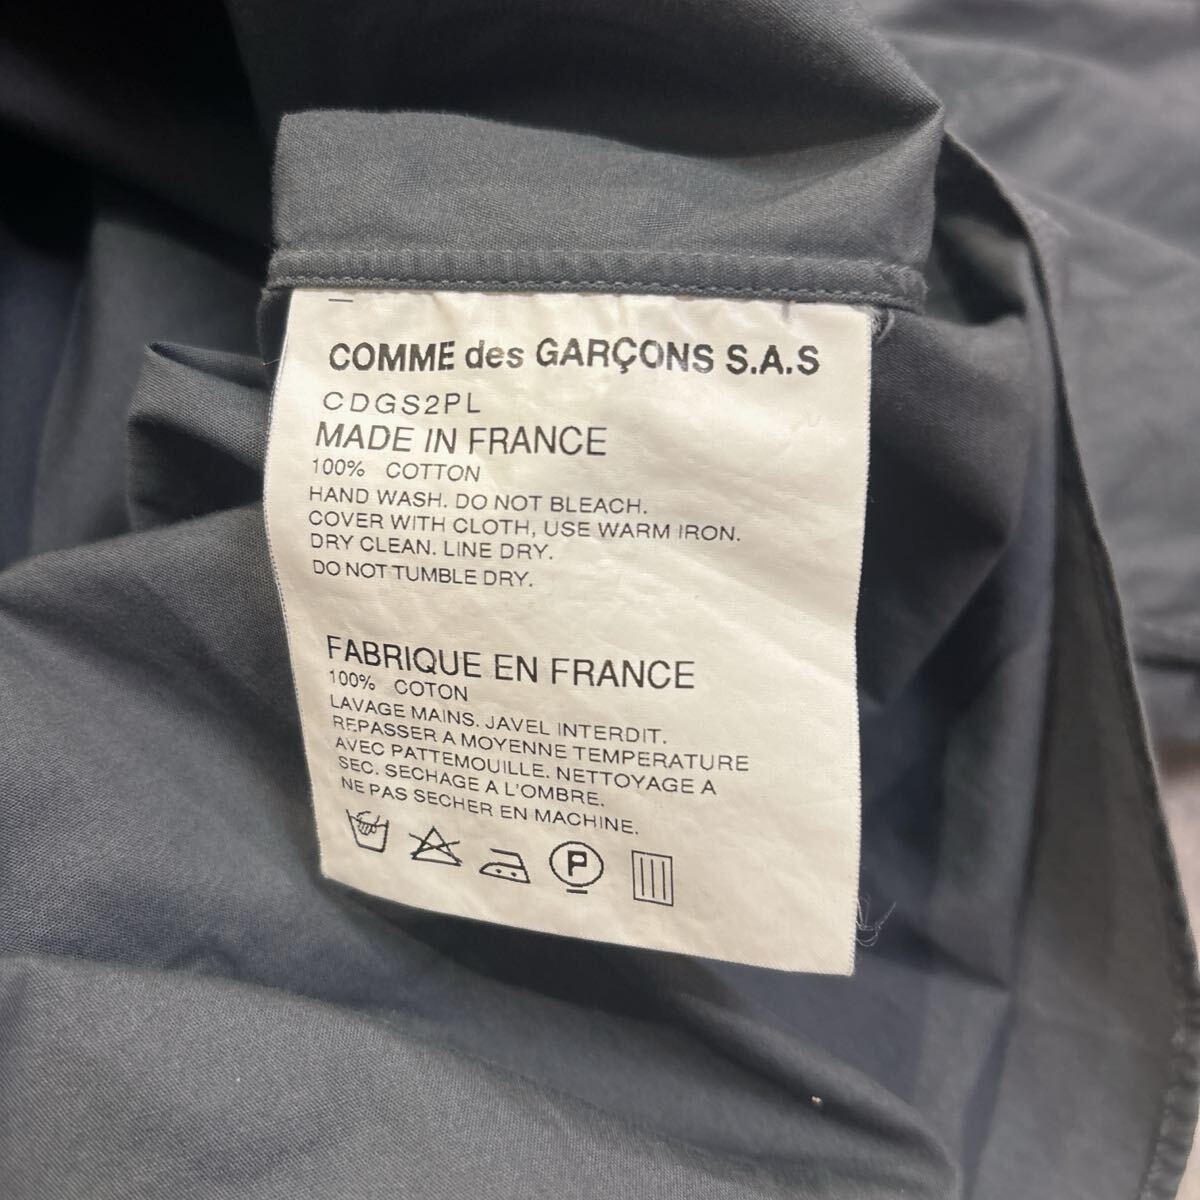 COMME des GARÇONS S.A.S
CDGS2PL
MADE IN FRANCE
100% COTTON
HAND WASH. DO NOT BLEACH.
COVER WITH CLOTH, USE WARM IRON.
DRY CLEAN. LINE DRY.
DO NOT TUMBLE DRY.
FABRIQUE EN FRANCE
100% COTON
LAVAGE MAINS. JAVEL INTERDIT.
REPASSER A MOYENNE TEMPERATURE
AVEC PATTEMOUILLE. NETTOYAGE A
SEC. SECHAGE A L'OMBRE.
NE PAS SECHER EN MACHINE.
P